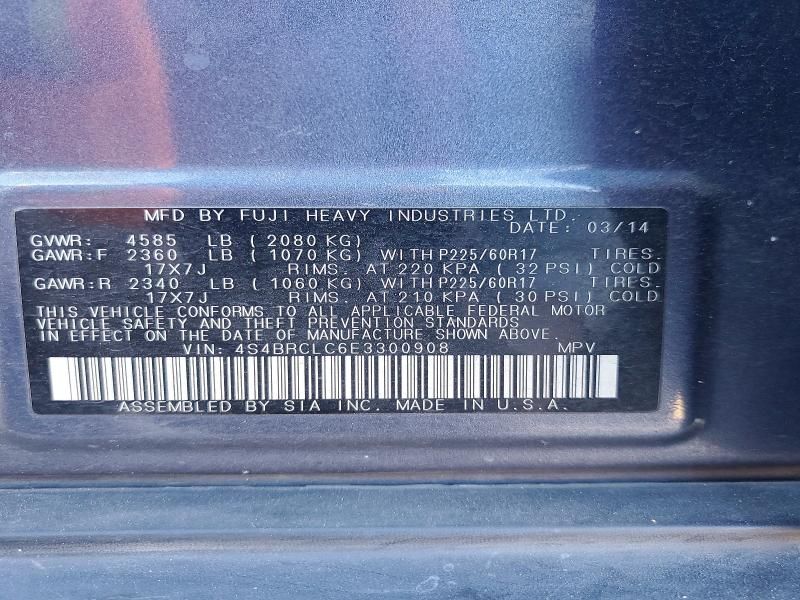 MFD BY FUJI HEAVY INDUSTRIES LTD.
DATE: 03/14
GVWR: 4585 LB ( 2080 KG)
GAWR:F 2360 LB ( 1070 KG) WITH P225/60R17 TIRES.
17X7J RIMS. AT 220 KPA ( 32 PSI) COLD
GAWR:R 2340 LB ( 1060 KG) WITH P225/60R17 TIRES.
17X7J RIMS. AT 210 KPA ( 30 PSI) COLD
THIS VEHICLE CONFORMS TO ALL APPLICABLE FEDERAL MOTOR
VEHICLE SAFETY AND THEFT PREVENTION STANDARDS
IN EFFECT ON THE DATE OF MANUFACTURE SHOWN ABOVE.
VIN: 4S4BRCLC6E3300908 MPV
ASSEMBLED BY SIA INC. MADE IN U.S.A.